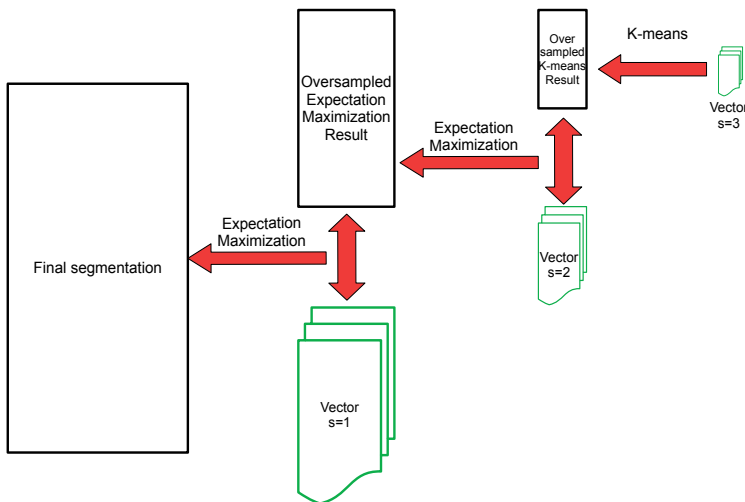 Final segmentation
Expectation
Maximization
Oversampled
Expectation
Maximization
Result
Vector
s=1
Expectation
Maximization
Over
sampled
K-means
Result
Vector
s=2
K-means
Vector
s=3